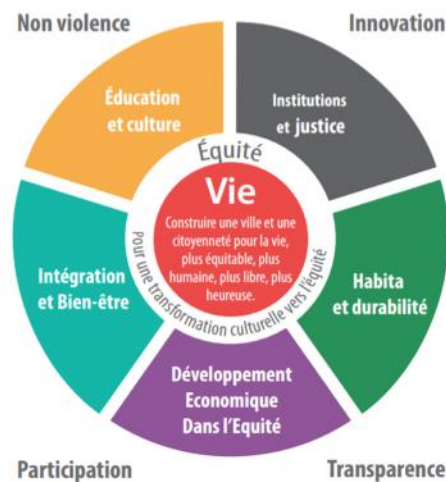 Non violence
Innovation
Éducation
et culture
Institutions
et justice
Équité
Vie
Construire une ville et une
citoyenneté pour la vie,
plus équitable, plus
humaine, plus libre, plus
heureuse.
Pour une transformation culturelle vers l'équité
Intégration
et Bien-être
Habita
et durabilité
Développement
Economique
Dans l'Equité
Participation
Transparence